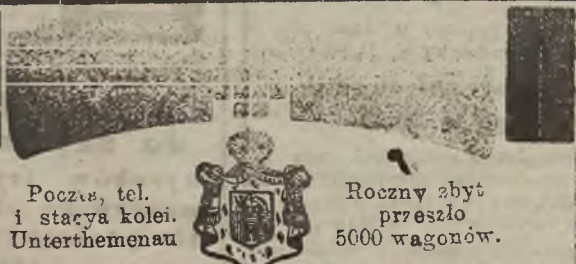 Poczta, tel.
i stacya kolei.
Unterthemenau
Roczny zbyt
przeszło
5000 wagonów.